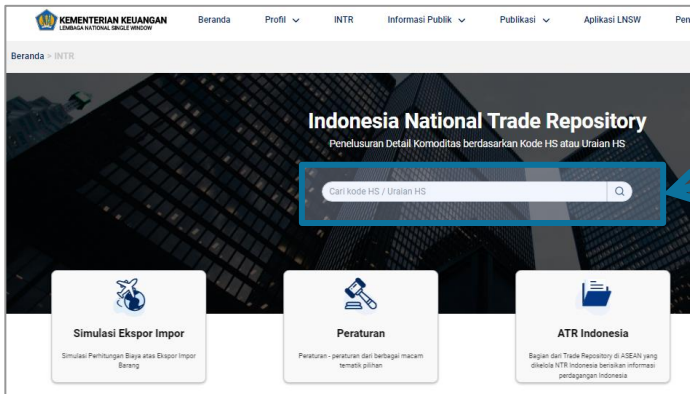 KEMENTERIAN KEUANGAN
LEMBAGA NATIONAL SINGLE WINDOW
Beranda Profil INTR Informasi Publik Publikasi Aplikasi LNSW Pen
Beranda » INTR
Indonesia National Trade Repository
Penelusuran Detail Komoditas berdasarkan Kode HS atau Uraian HS
Cari kode HS / Uraian HS
Simulasi Ekspor Impor
Simulasi Perhitungan Biaya atas Ekspor Impor
Barang
Peraturan
Peraturan - peraturan dari berbagai macam
tematik pilihan
ATR Indonesia
Bagian dari Trade Repository di ASEAN yang
dikelola NTR Indonesia berisikan informasi
perdagangan Indonesia